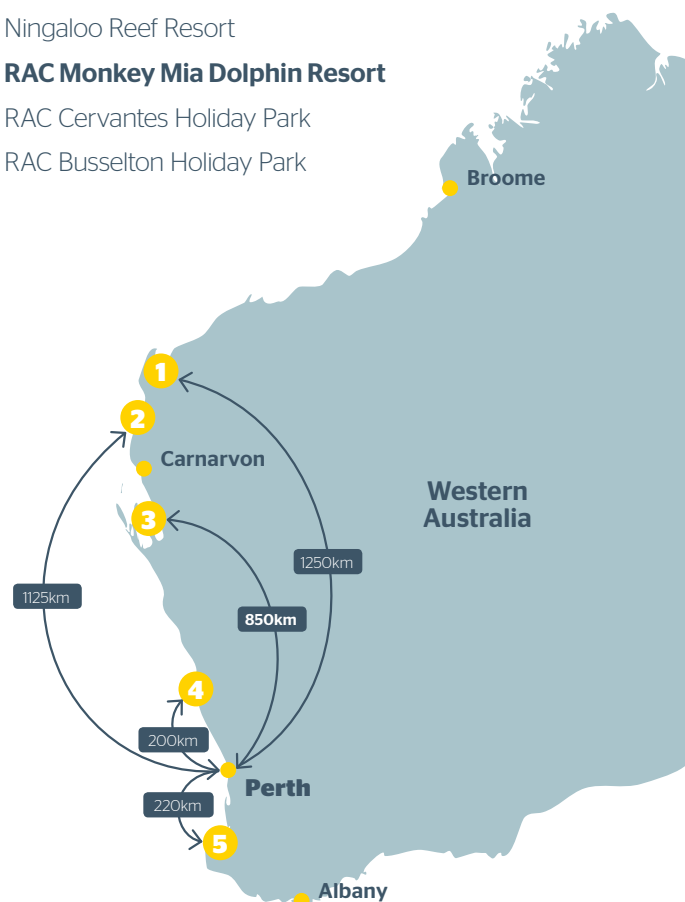 Ningaloo Reef Resort
RAC Monkey Mia Dolphin Resort
RAC Cervantes Holiday Park
RAC Busselton Holiday Park
Broome
1
2
Carnarvon
Western
Australia
3
1250km
1125km
850km
4
200km
Perth
220km
5
Albany